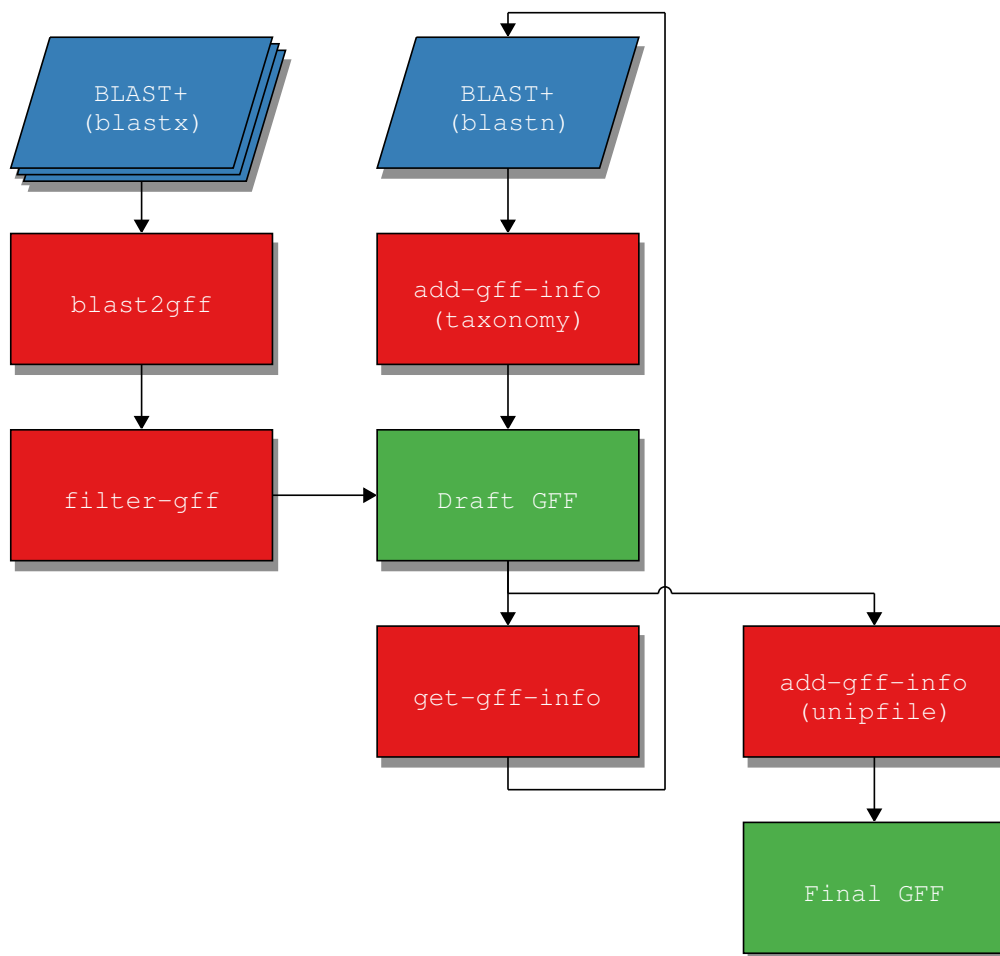 BLAST+
(blastx)
BLAST+
(blastn)
blast2gff
add-gff-info
(taxonomy)
filter-gff
Draft GFF
get-gff-info
add-gff-info
(unipfile)
Final GFF